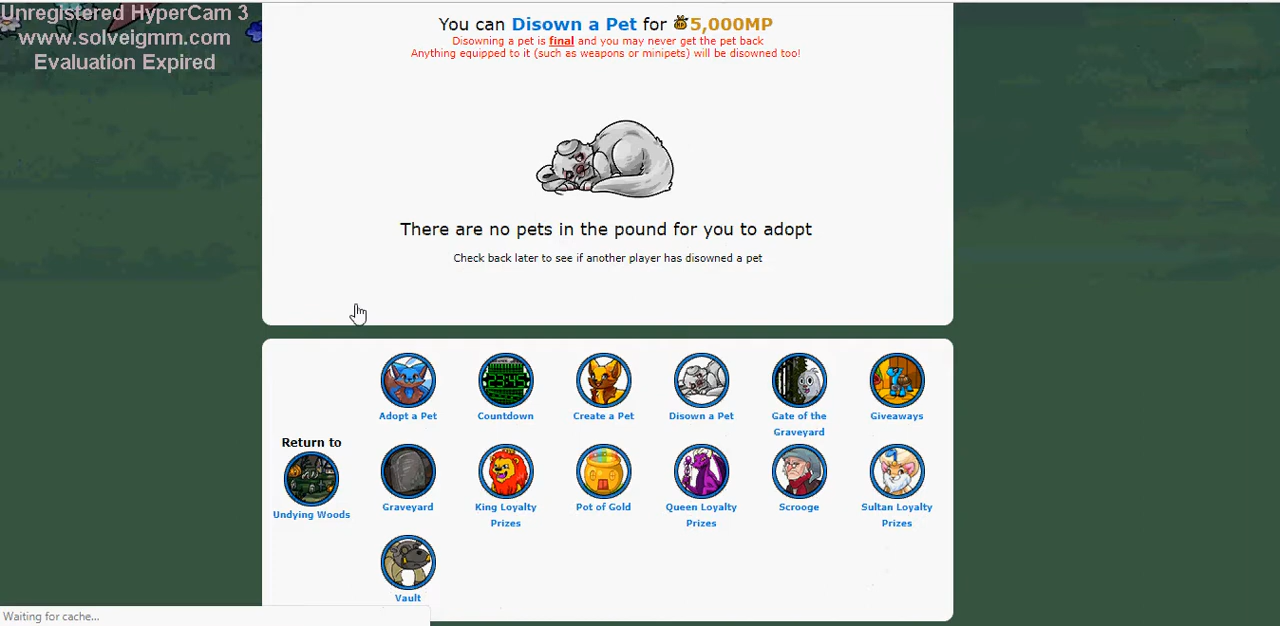 Unregistered HyperCam 3
www.solveigmm.com
Evaluation Expired
You can Disown a Pet for 5,000MP
Disowning a pet is final and you may never get the pet back
Anything equipped to it (such as weapons or minipets) will be disowned too!
There are no pets in the pound for you to adopt
Check back later to see if another player has disowned a pet
Return to
Undying Woods
Adopt a Pet
23:45
Countdown
Create a Pet
Disown a Pet
Gate of the
Graveyard
Giveaways
Graveyard
King Loyalty
Prizes
Pot of Gold
Queen Loyalty
Prizes
Scrooge
Sultan Loyalty
Prizes
Vault
Waiting for cache...